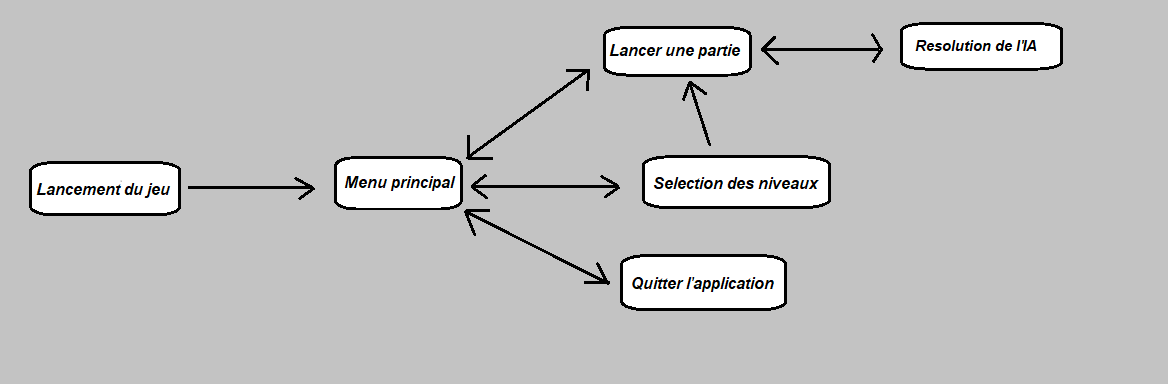 Lancer une partie
Resolution de l'IA
Lancement du jeu
Menu principal
Selection des niveaux
Quitter l'application